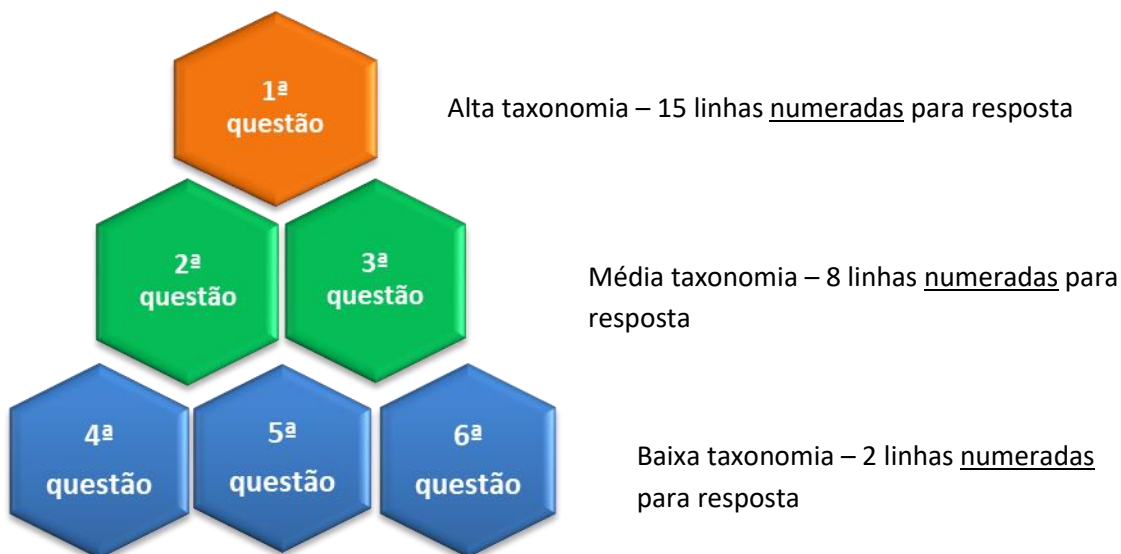 1ª
questão
Alta taxonomia – 15 linhas numeradas para resposta
2ª
questão
3ª
questão
Média taxonomia – 8 linhas numeradas para
resposta
4ª
questão
5ª
questão
6ª
questão
Baixa taxonomia – 2 linhas numeradas
para resposta